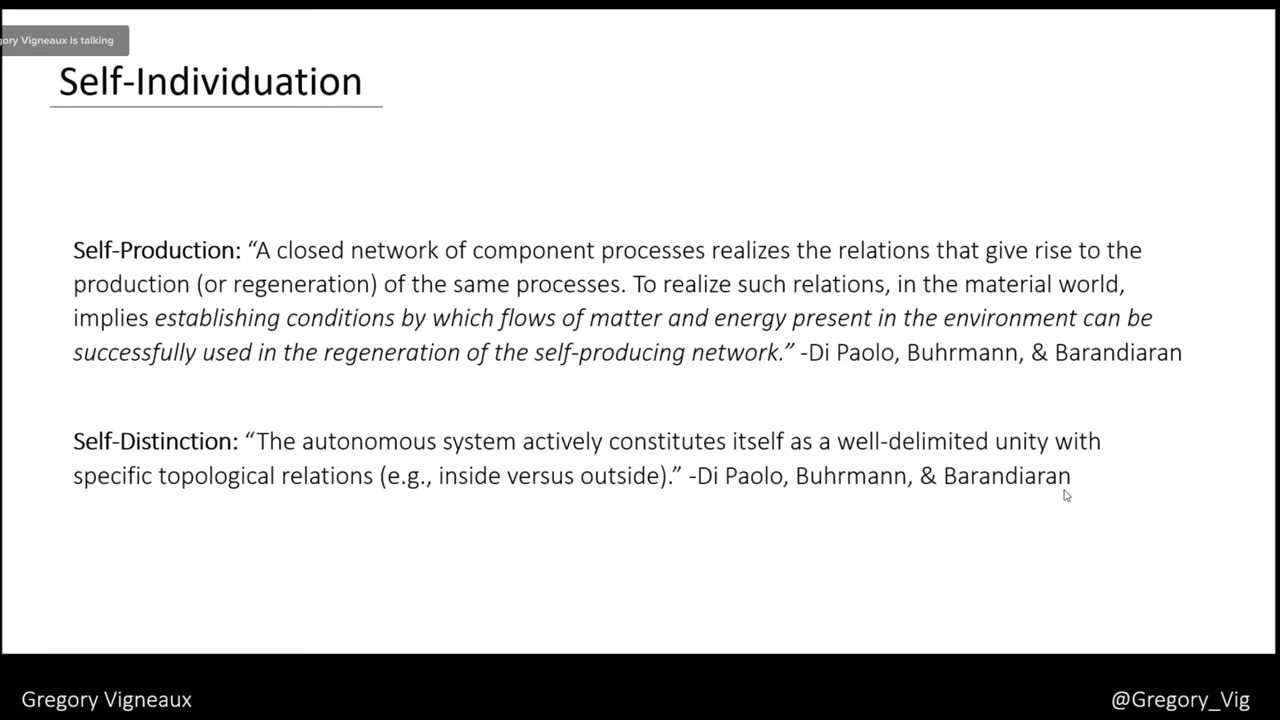 gory Vigneaux is talking
Self-Individuation
Self-Production: “A closed network of component processes realizes the relations that give rise to the
production (or regeneration) of the same processes. To realize such relations, in the material world,
implies establishing conditions by which flows of matter and energy present in the environment can be
successfully used in the regeneration of the self-producing network.” -Di Paolo, Buhrmann, & Barandiaran
Self-Distinction: “The autonomous system actively constitutes itself as a well-delimited unity with
specific topological relations (e.g., inside versus outside).” -Di Paolo, Buhrmann, & Barandiaran
Gregory Vigneaux
@Gregory_Vig